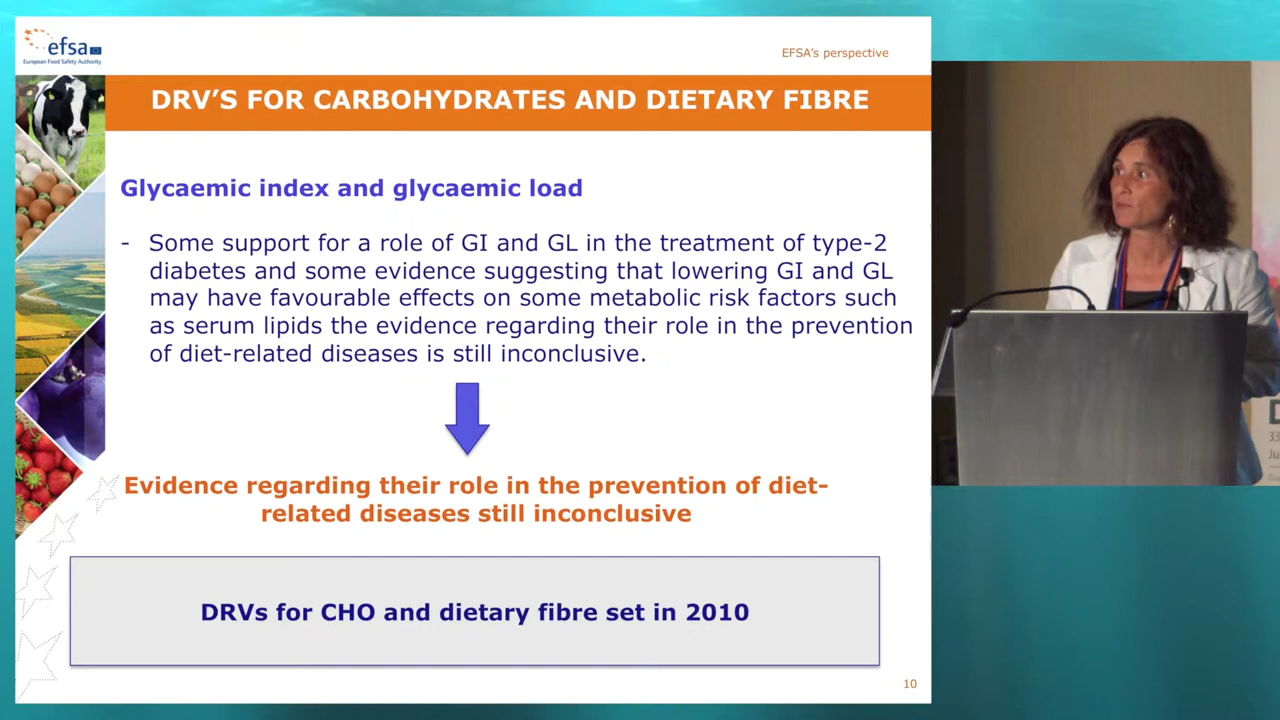 efsa
European Food Safety Authority
EFSA's perspective
DRV'S FOR CARBOHYDRATES AND DIETARY FIBRE
Glycaemic index and glycaemic load
- Some support for a role of GI and GL in the treatment of type-2
diabetes and some evidence suggesting that lowering GI and GL
may have favourable effects on some metabolic risk factors such
as serum lipids the evidence regarding their role in the prevention
of diet-related diseases is still inconclusive.
Evidence regarding their role in the prevention of diet-
related diseases still inconclusive
DRVs for CHO and dietary fibre set in 2010
10